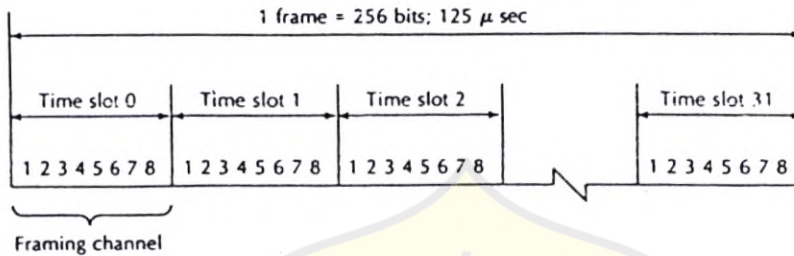 1 frame = 256 bits; 125 μ sec
Time slot 0 Time slot 1 Time slot 2 Time slot 31
1 2 3 4 5 6 7 8 1 2 3 4 5 6 7 8 1 2 3 4 5 6 7 8 1 2 3 4 5 6 7 8
Framing channel